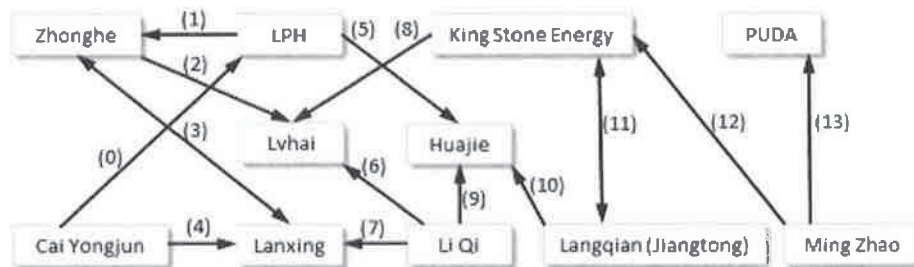 Zhonghe
(1)
LPH
(5)
(8)
King Stone Energy
PUDA
(2)
(3)
Lvhai
Huajie
(11)
(12)
(13)
(0)
(6)
(9)
(10)
Cai Yongjun
(4)
Lanxing
(7)
Li Qi
Langqian (Jiangtong)
Ming Zhao